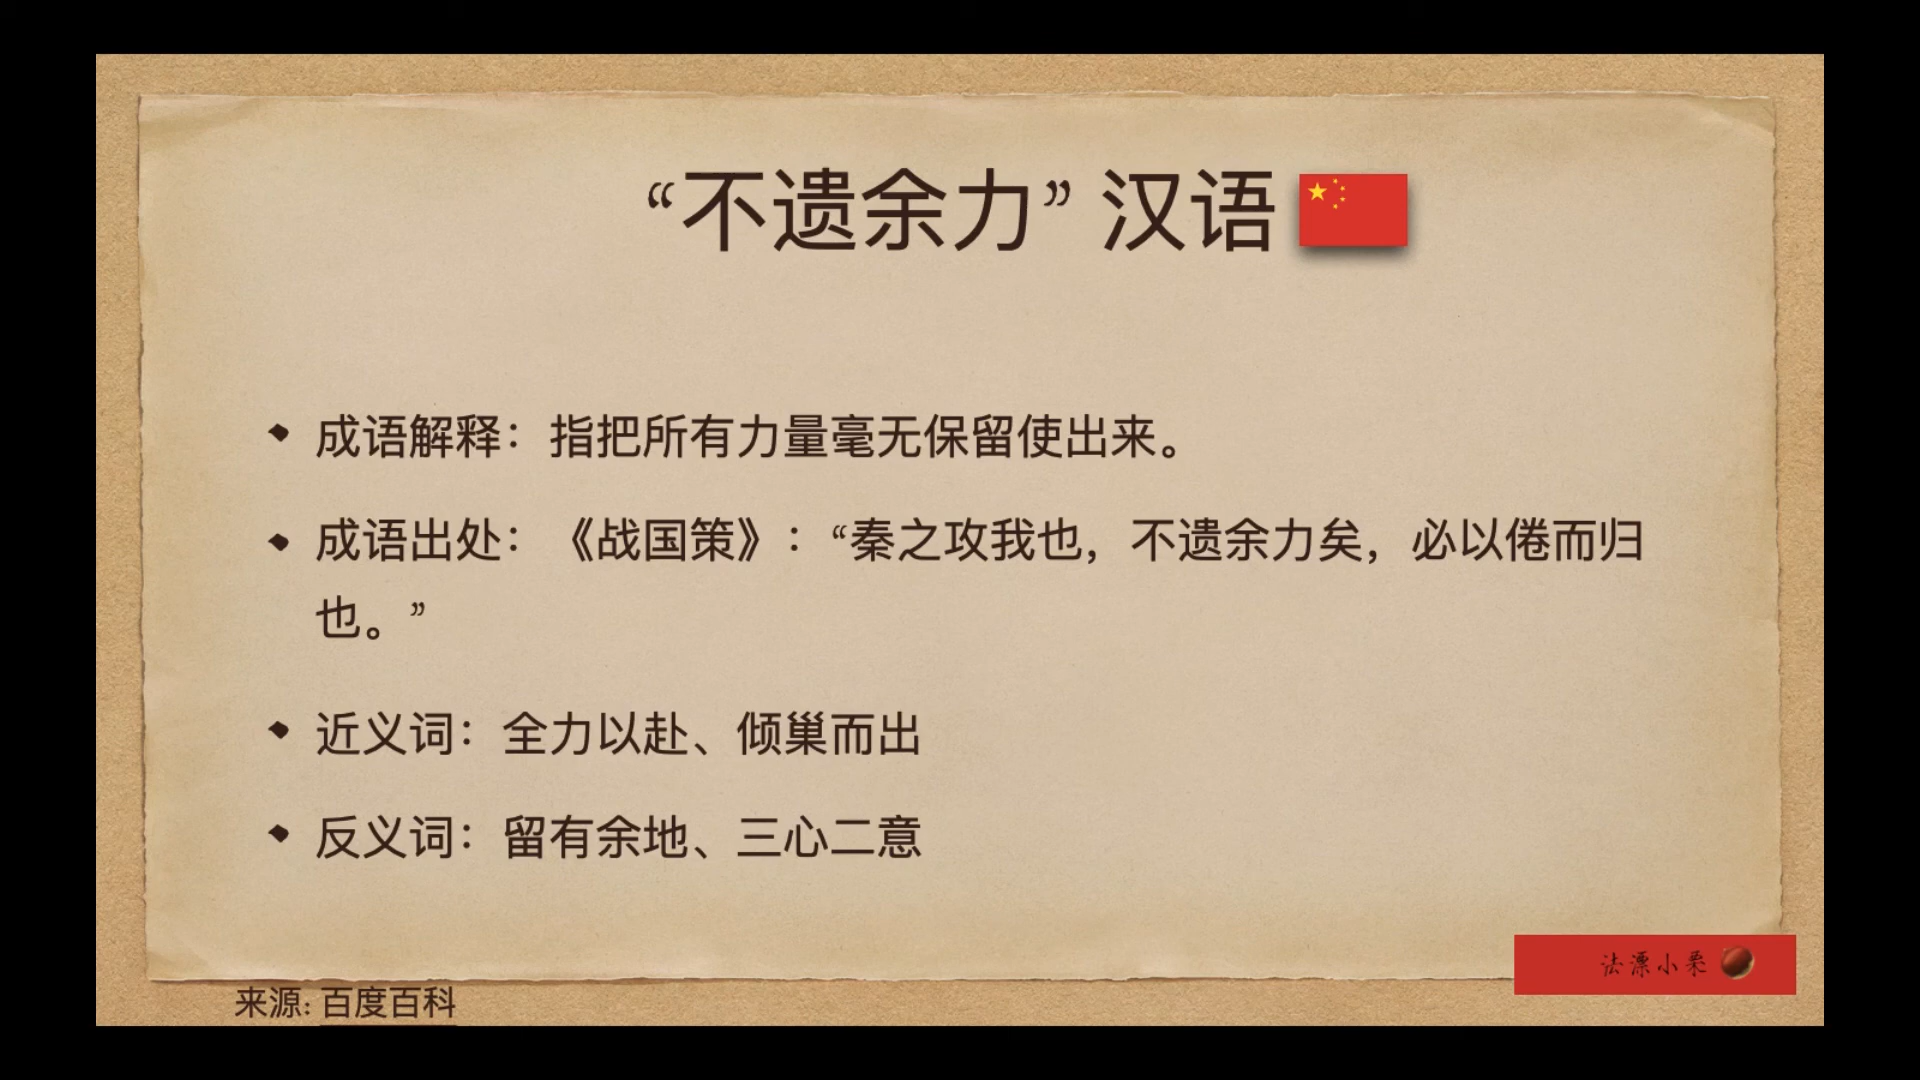 “不遗余力” 汉语
成语解释：指把所有力量毫无保留使出来。
成语出处：《战国策》：“秦之攻我也，不遗余力矣，必以倦而归
也。”
近义词：全力以赴、倾巢而出
反义词：留有余地、三心二意
法漂小栗
来源: 百度百科